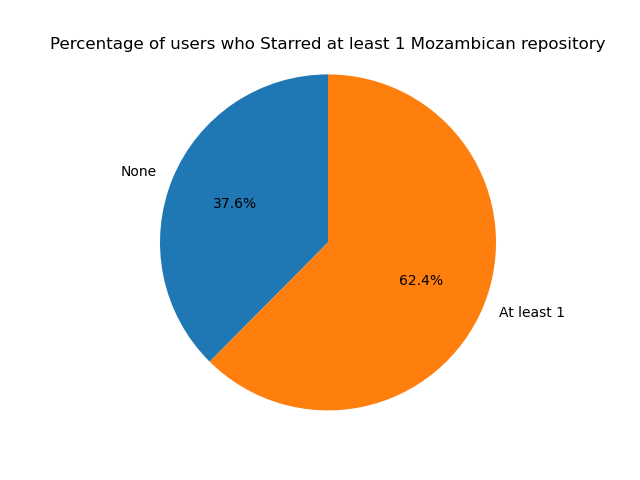 Percentage of users who Starred at least 1 Mozambican repository
None
37.6%
62.4%
At least 1